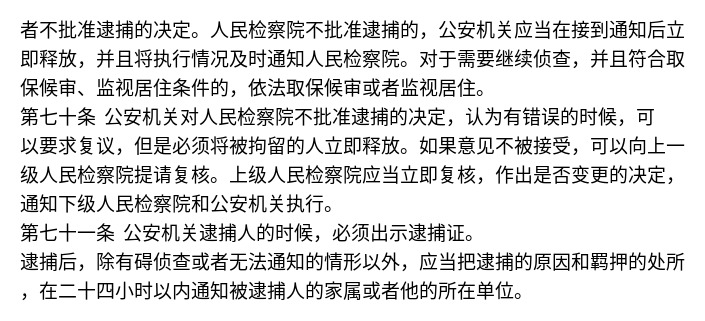 者不批准逮捕的决定。人民检察院不批准逮捕的，公安机关应当在接到通知后立
即释放，并且将执行情况及时通知人民检察院。对于需要继续侦查，并且符合取
保候审、监视居住条件的，依法取保候审或者监视居住。
第七十条 公安机关对人民检察院不批准逮捕的决定，认为有错误的时候，可
以要求复议，但是必须将被拘留的人立即释放。如果意见不被接受，可以向上一
级人民检察院提请复核。上级人民检察院应当立即复核，作出是否变更的决定，
通知下级人民检察院和公安机关执行。
第七十一条 公安机关逮捕人的时候，必须出示逮捕证。
逮捕后，除有碍侦查或者无法通知的情形以外，应当把逮捕的原因和羁押的处所
，在二十四小时以内通知被逮捕人的家属或者他的所在单位。